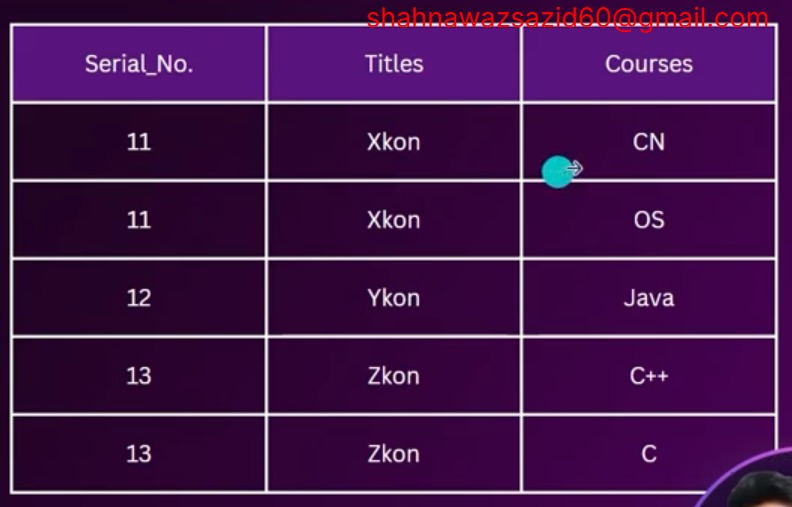 shahnawazsazid60@gmail.com
Serial_No. Titles Courses
11 Xkon CN
11 Xkon OS
12 Ykon Java
13 Zkon C++
13 Zkon C